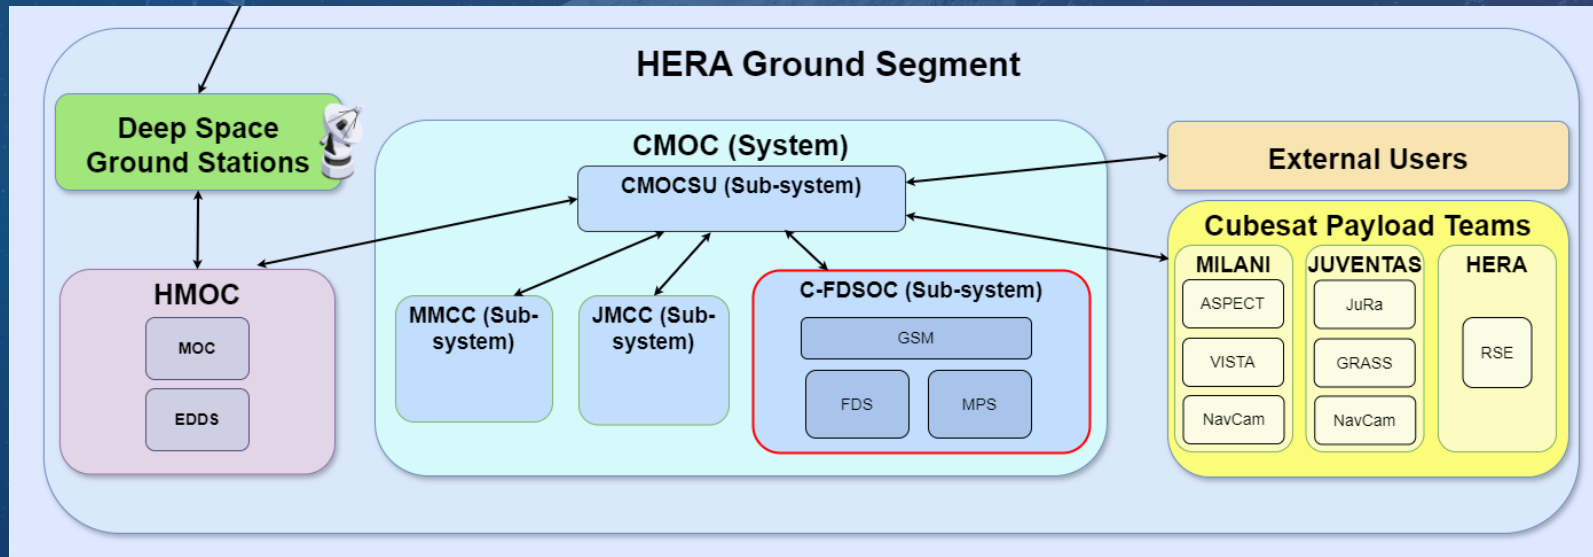 HERA Ground Segment
Deep Space
Ground Stations
HMOC
MOC
EDDS
CMOC (System)
CMOCSU (Sub-system)
MMCC (Sub-
system)
JMCC (Sub-
system)
C-FDSOC (Sub-system)
GSM
FDS
MPS
External Users
Cubesat Payload Teams
MILANI
ASPECT
VISTA
NavCam
JUVENTAS
JuRa
GRASS
NavCam
HERA
RSE